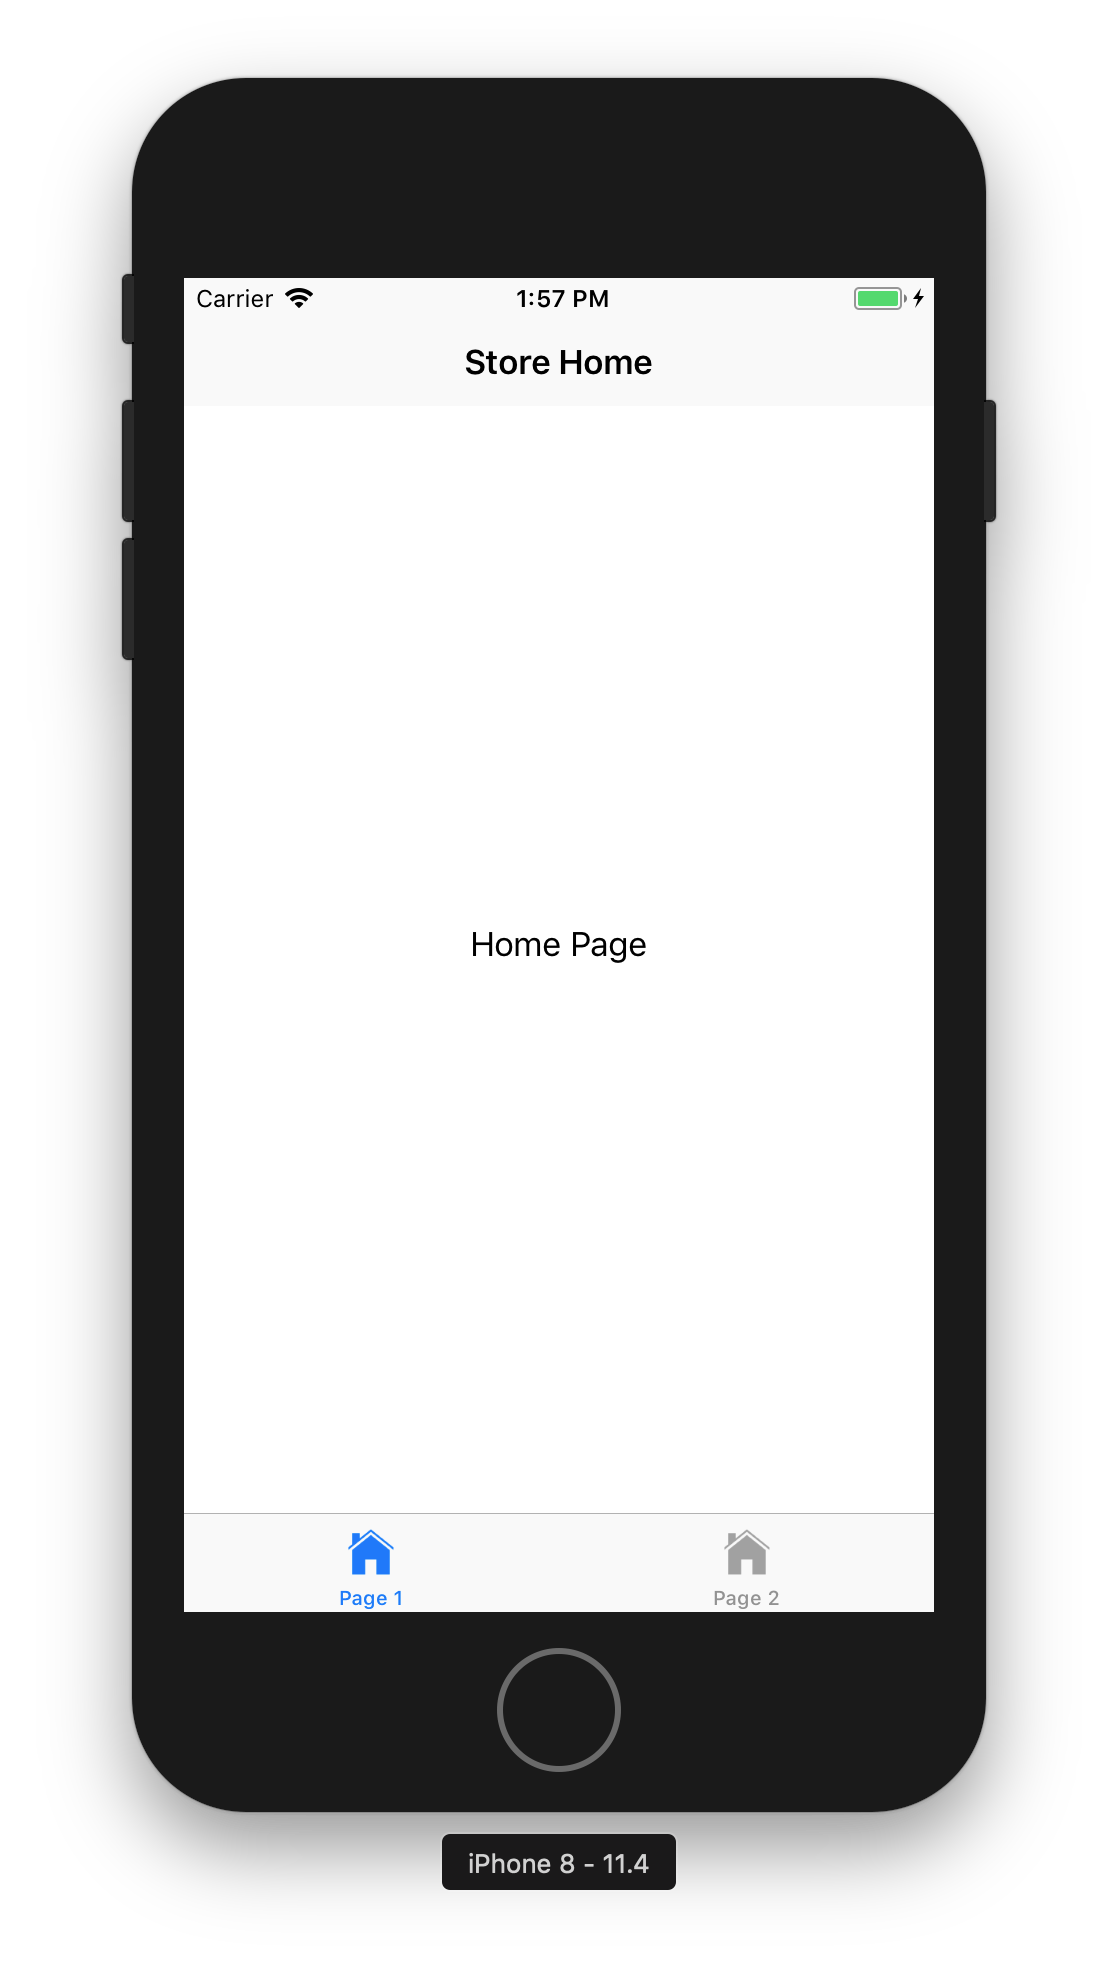 Carrier 1:57 PM
Store Home
Home Page
Page 1 Page 2
iPhone 8 - 11.4